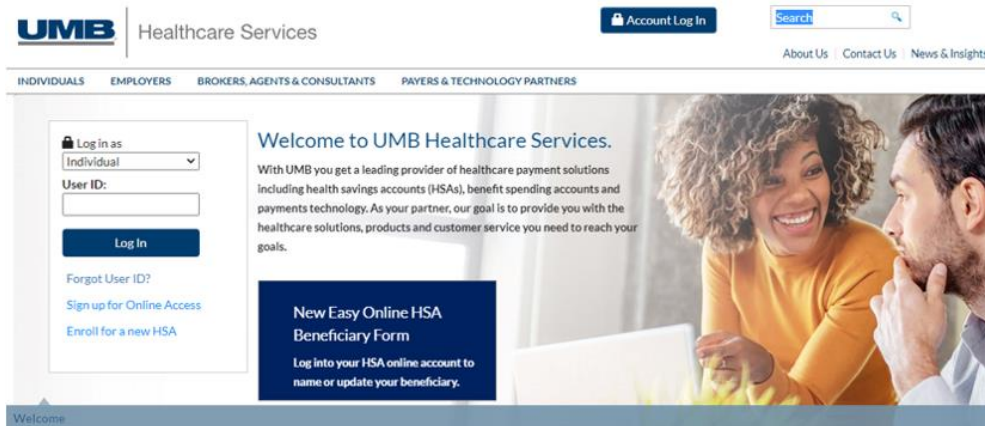 UMB
Healthcare Services
Account Log In
Search
About Us
Contact Us
News & Insights
INDIVIDUALS
EMPLOYERS
BROKERS, AGENTS & CONSULTANTS
PAYERS & TECHNOLOGY PARTNERS
Log in as
Individual
User ID:
Log In
Forgot User ID?
Sign up for Online Access
Enroll for a new HSA
Welcome to UMB Healthcare Services.
With UMB you get a leading provider of healthcare payment solutions
including health savings accounts (HSAs), benefit spending accounts and
payments technology. As your partner, our goal is to provide you with the
healthcare solutions, products and customer service you need to reach your
goals.
New Easy Online HSA
Beneficiary Form
Log into your HSA online account to
name or update your beneficiary.
Welcome